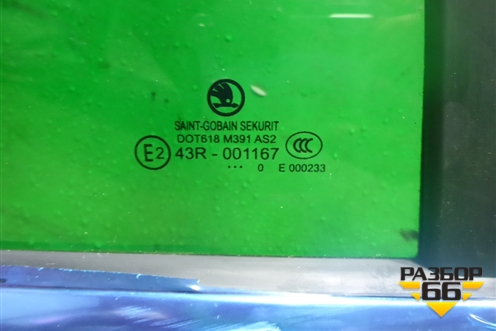 SAINT-GOBAIN SEKURIT
DOT618 M391 AS2
E2 43R - 001167 CCC
... 0 E 000233
РАЗБОР
66